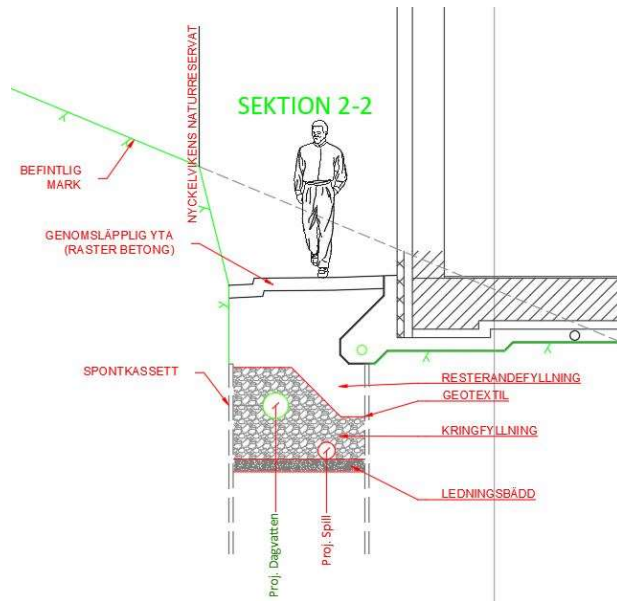 NYCKELVIKENS NATURRESERVAT
SEKTION 2-2
BEFINTLIG
MARK
GENOMSLÄPPLIG YTA
(RASTER BETONG)
SPONTKASSETT
RESTERANDEFYLLNING
GEOTEXTIL
KRINGFYLLNING
LEDNINGSBÄDD
Proj. Dagvatten
Proj. Spill